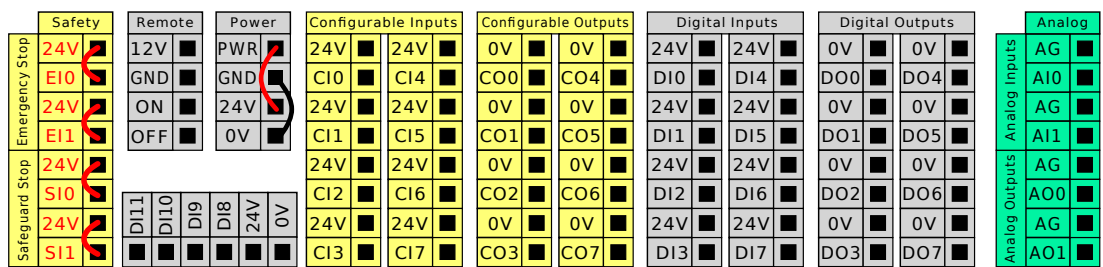 Safety
Emergency Stop
24V
EI0
24V
EI1
Safeguard Stop
24V
SI0
24V
SI1
Remote
12V
GND
ON
OFF
Power
PWR
GND
24V
0V
DI11 DI10 DI9 DI8 24V 0V
Configurable Inputs
24V 24V
CI0 CI4
24V 24V
CI1 CI5
24V 24V
CI2 CI6
24V 24V
CI3 CI7
Configurable Outputs
0V 0V
CO0 CO4
0V 0V
CO1 CO5
0V 0V
CO2 CO6
0V 0V
CO3 CO7
Digital Inputs
24V 24V
DI0 DI4
24V 24V
DI1 DI5
24V 24V
DI2 DI6
24V 24V
DI3 DI7
Digital Outputs
0V 0V
DO0 DO4
0V 0V
DO1 DO5
0V 0V
DO2 DO6
0V 0V
DO3 DO7
Analog
Analog Inputs
AG
AI0
AG
AI1
Analog Outputs
AG
AO0
AG
AO1